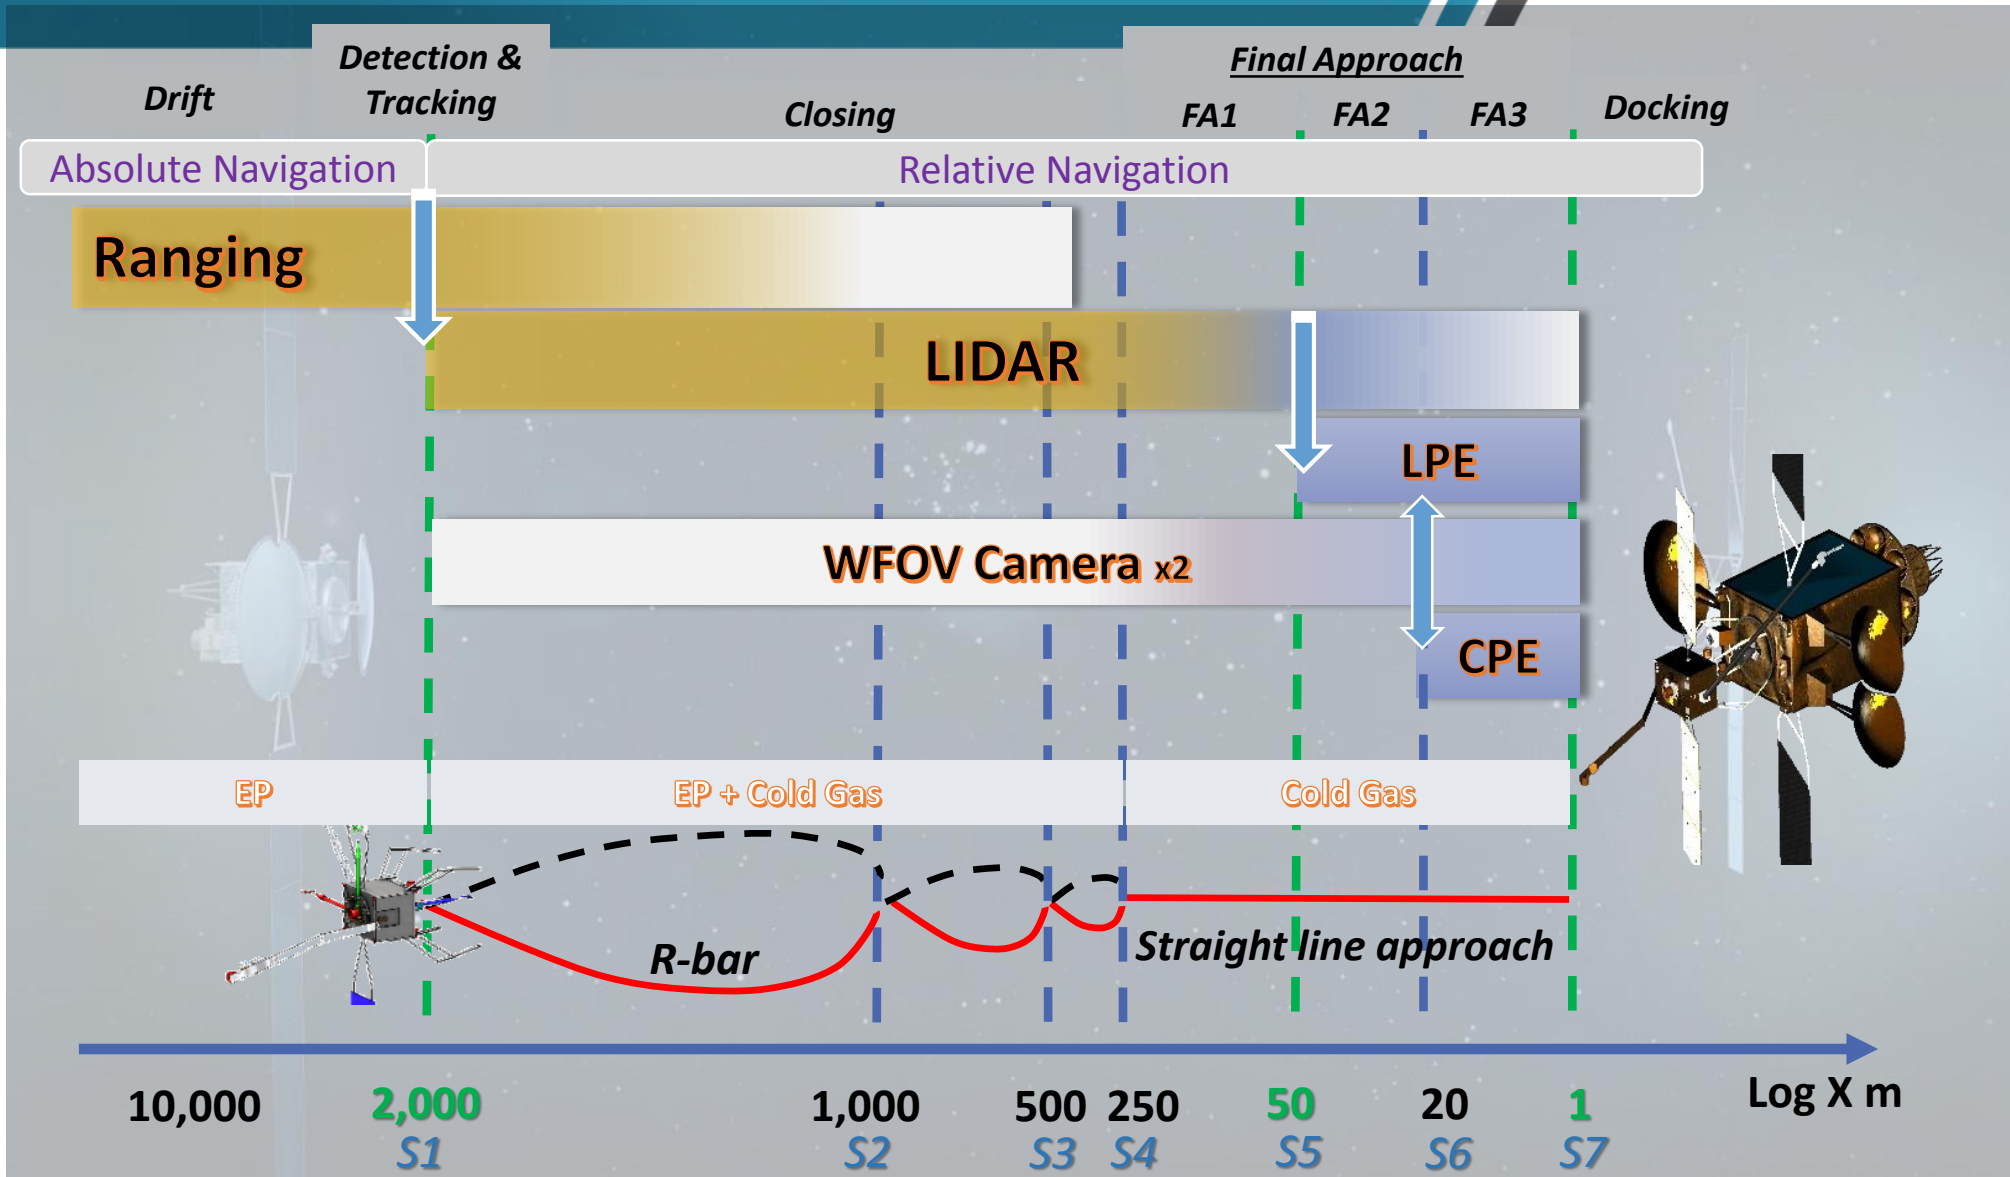 Detection &
Tracking
Final Approach
Drift
Closing
FA1
FA2
FA3
Docking
Absolute Navigation
Relative Navigation
Ranging
LIDAR
LPE
WFOV Camera x2
CPE
EP
EP + Cold Gas
Cold Gas
R-bar
Straight line approach
10,000
2,000
1,000
500
250
50
20
1
Log X m
S1
S2
S3
S4
S5
S6
S7